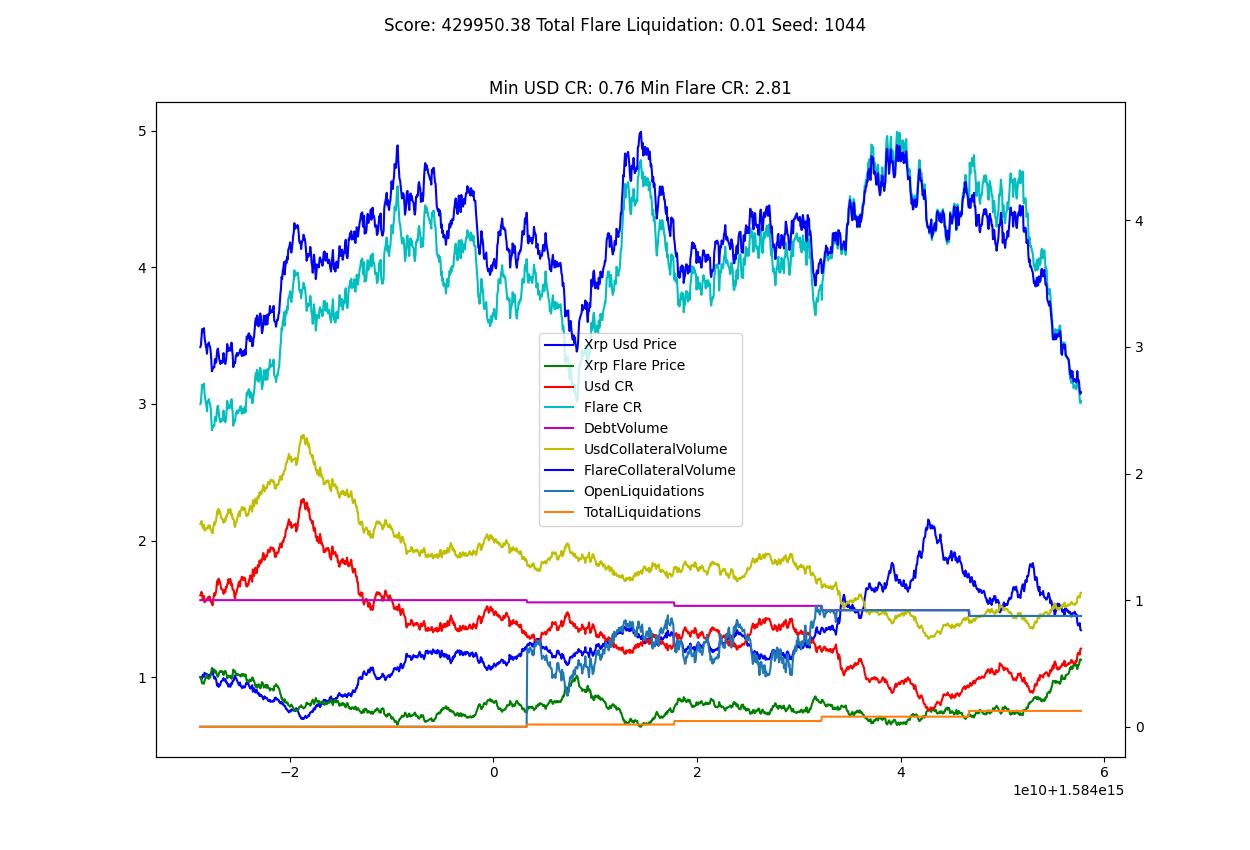 Score: 429950.38 Total Flare Liquidation: 0.01 Seed: 1044
Min USD CR: 0.76 Min Flare CR: 2.81
5
4
3
2
1
Xrp Usd Price
Xrp Flare Price
Usd CR
Flare CR
DebtVolume
UsdCollateralVolume
FlareCollateralVolume
OpenLiquidations
TotalLiquidations
4
3
2
1
0
−2
0
2
4
6
1e10+1.584e15